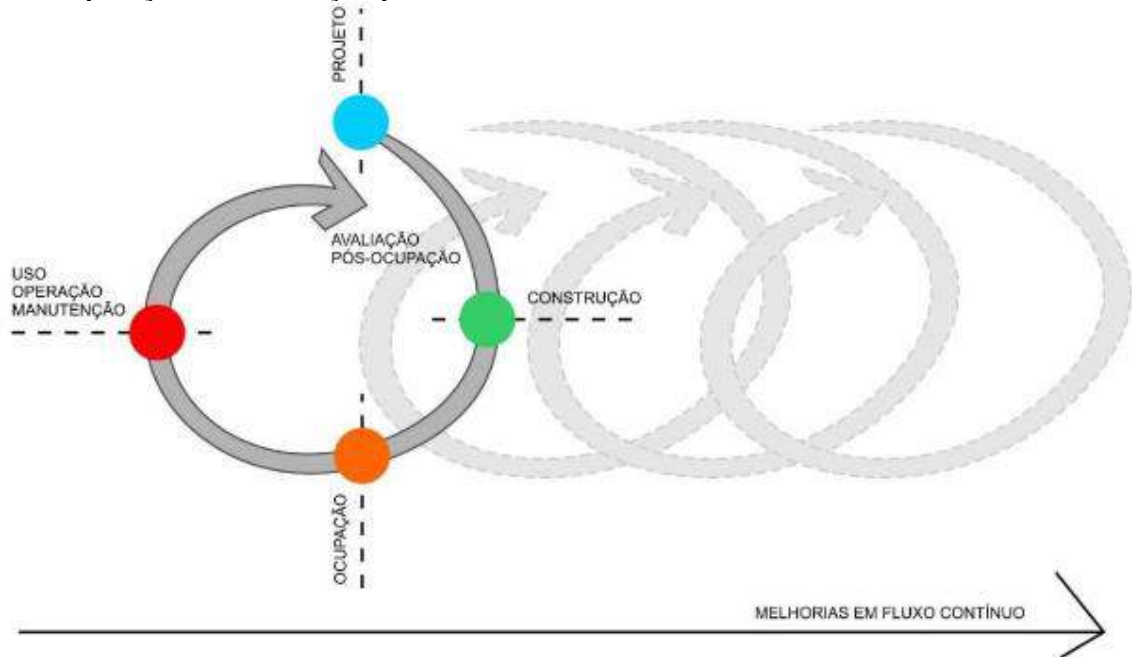 PROJETO
AVALIAÇÃO
PÓS-OCUPAÇÃO
USO
OPERAÇÃO
MANUTENÇÃO
CONSTRUÇÃO
OCUPAÇÃO
MELHORIAS EM FLUXO CONTÍNUO